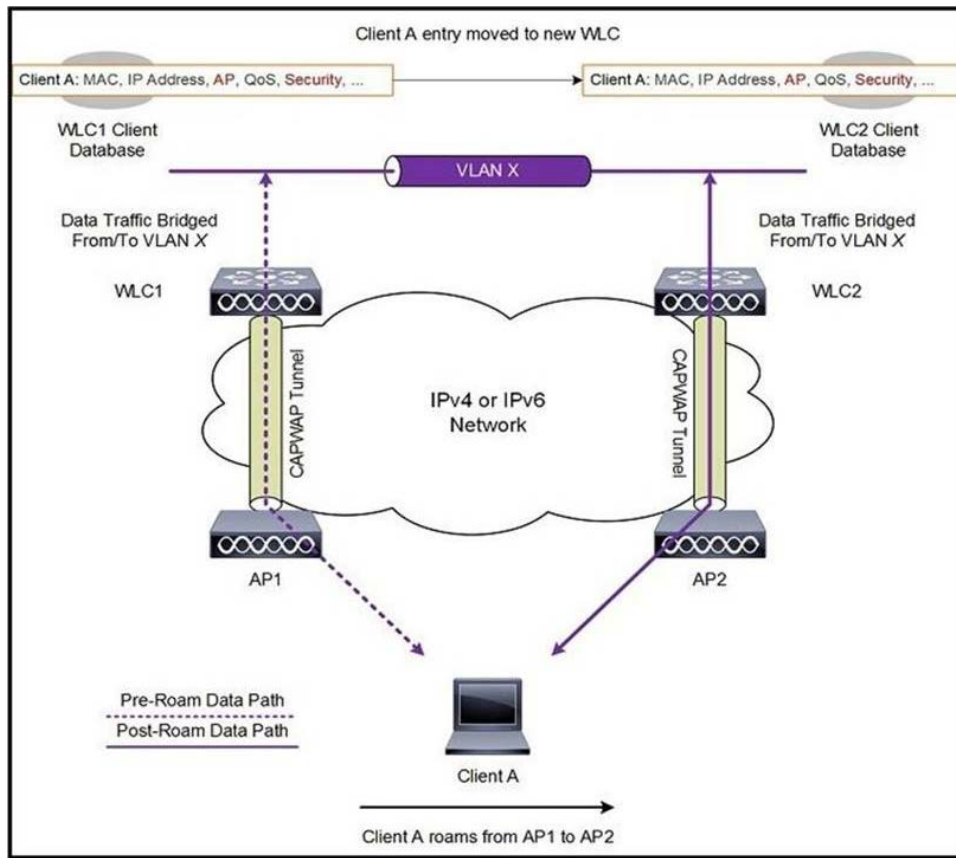 Client A entry moved to new WLC
Client A: MAC, IP Address, AP, QoS, Security, ...
Client A: MAC, IP Address, AP, QoS, Security, ...
WLC1 Client
Database
WLC2 Client
Database
VLAN X
Data Traffic Bridged
From/To VLAN X
Data Traffic Bridged
From/To VLAN X
WLC1
WLC2
CAPWAP Tunnel
CAPWAP Tunnel
IPv4 or IPv6
Network
AP1
AP2
Pre-Roam Data Path
Post-Roam Data Path
Client A
Client A roams from AP1 to AP2